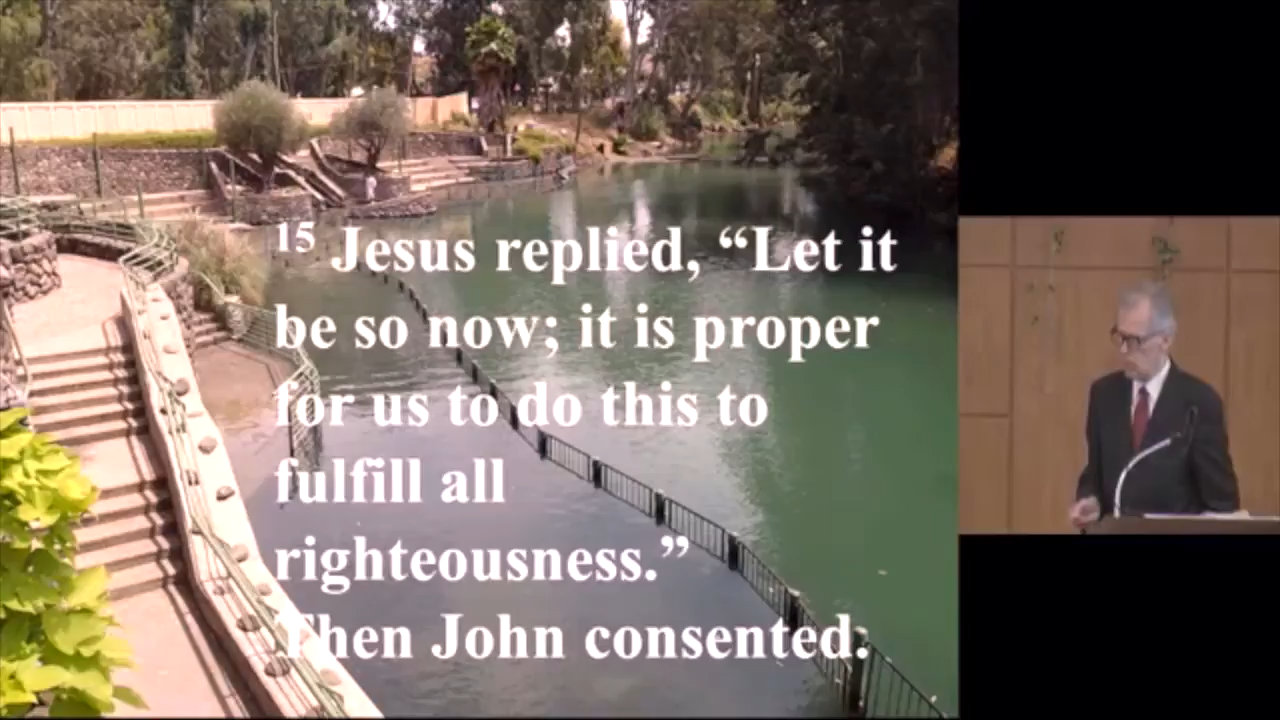 15 Jesus replied, “Let it
be so now; it is proper
for us to do this to
fulfill all
righteousness.”
Then John consented.